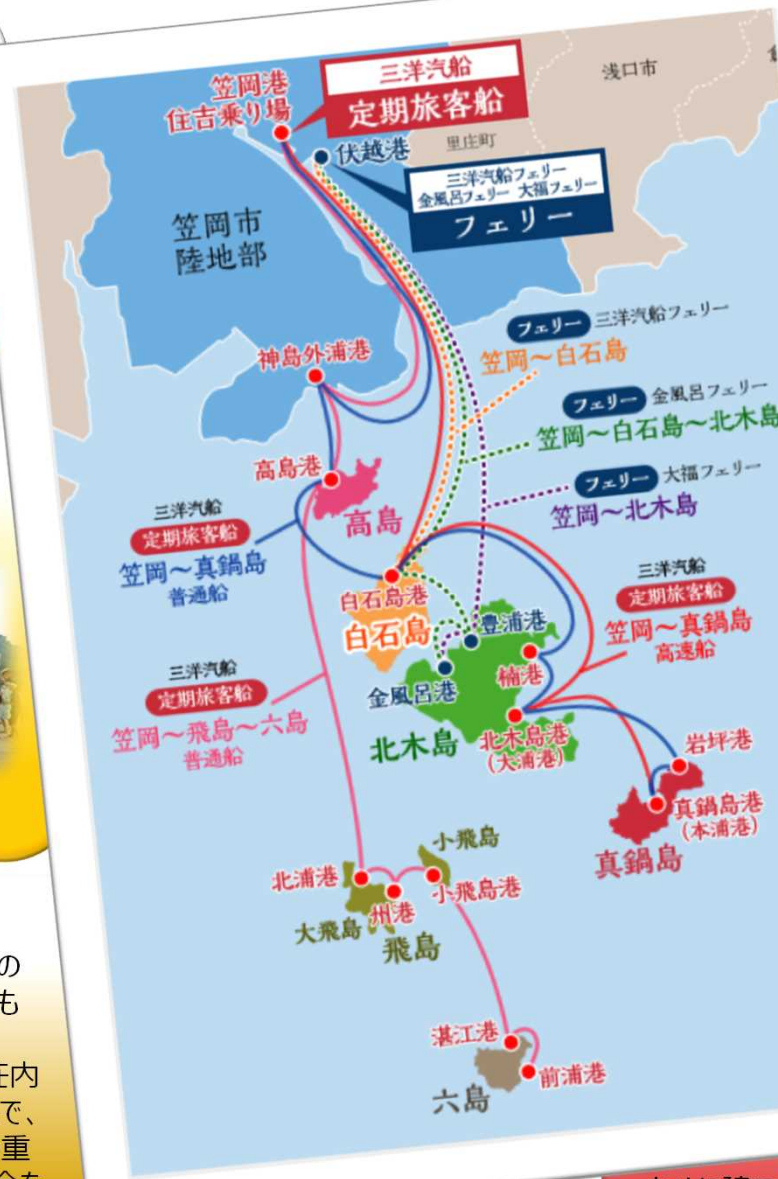 笠岡港
住吉乗り場
三洋汽船
定期旅客船
浅口市
里庄町
伏越港
三洋汽船フェリー
金風呂フェリー 大福フェリー
フェリー
笠岡市
陸地部
フェリー 三洋汽船フェリー
笠岡～白石島
神島外浦港
フェリー 金風呂フェリー
笠岡～白石島～北木島
フェリー 大福フェリー
笠岡～北木島
高島港
高島
三洋汽船
定期旅客船
笠岡～真鍋島
普通船
白石島港
白石島
豊浦港
三洋汽船
定期旅客船
笠岡～真鍋島
高速船
楠港
金風呂港
三洋汽船
定期旅客船
笠岡～飛島～六島
普通船
北木島
北木島港
(大浦港)
岩坪港
真鍋島港
(本浦港)
真鍋島
小飛島
北浦港
小飛島港
州港
大飛島
飛島
湛江港
前浦港
六島
の
も
内
で、
重